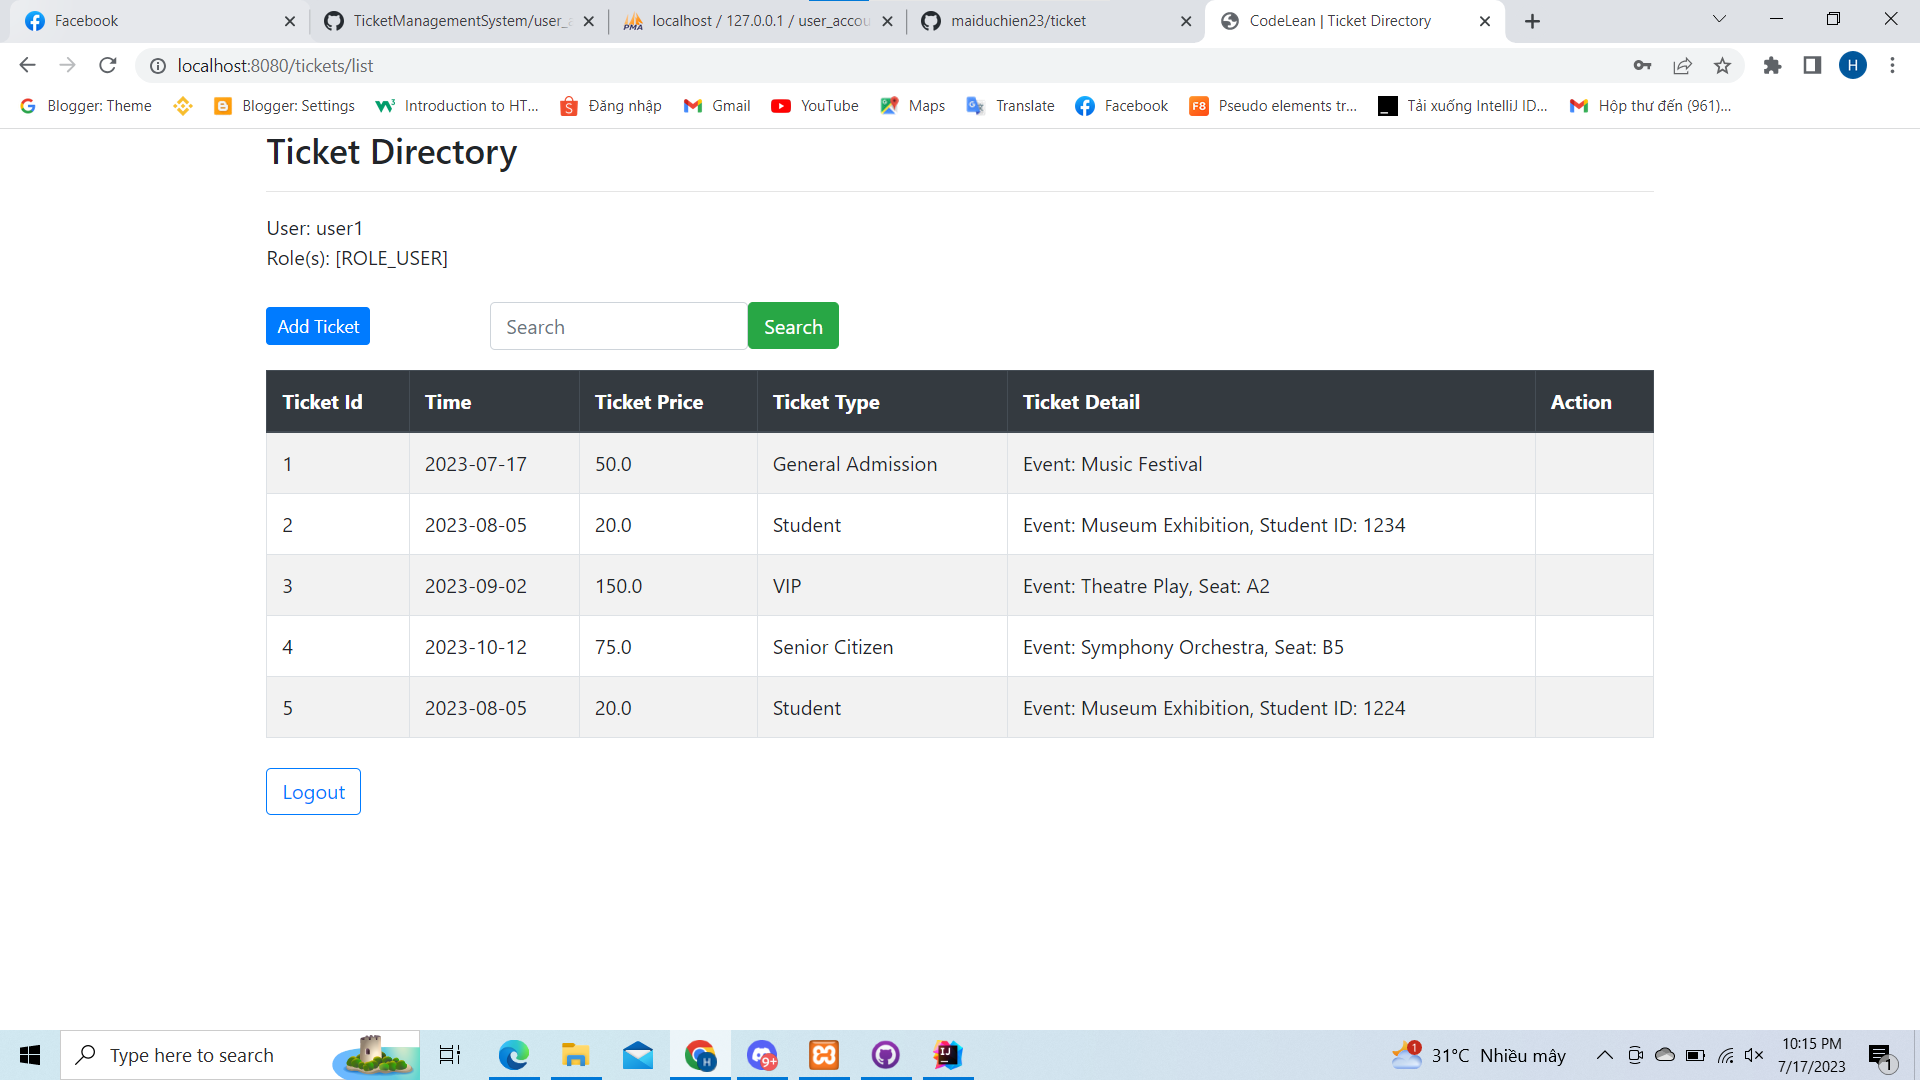 Facebook
TicketManagementSystem/user_a
localhost / 127.0.0.1 / user_accou
maiduchien23/ticket
CodeLean | Ticket Directory
localhost:8080/tickets/list
H
Blogger: Theme
Blogger: Settings
Introduction to HT...
Đăng nhập
Gmail
YouTube
Maps
Translate
Facebook
F8 Pseudo elements tr...
Tải xuống IntelliJ ID...
Hộp thư đến (961)...
Ticket Directory
User: user1
Role(s): [ROLE_USER]
Add Ticket Search Search
Ticket Id Time Ticket Price Ticket Type Ticket Detail Action
1 2023-07-17 50.0 General Admission Event: Music Festival
2 2023-08-05 20.0 Student Event: Museum Exhibition, Student ID: 1234
3 2023-09-02 150.0 VIP Event: Theatre Play, Seat: A2
4 2023-10-12 75.0 Senior Citizen Event: Symphony Orchestra, Seat: B5
5 2023-08-05 20.0 Student Event: Museum Exhibition, Student ID: 1224
Logout
Type here to search
H
9+
IJ
1
31°C Nhiều mây
10:15 PM
7/17/2023
1